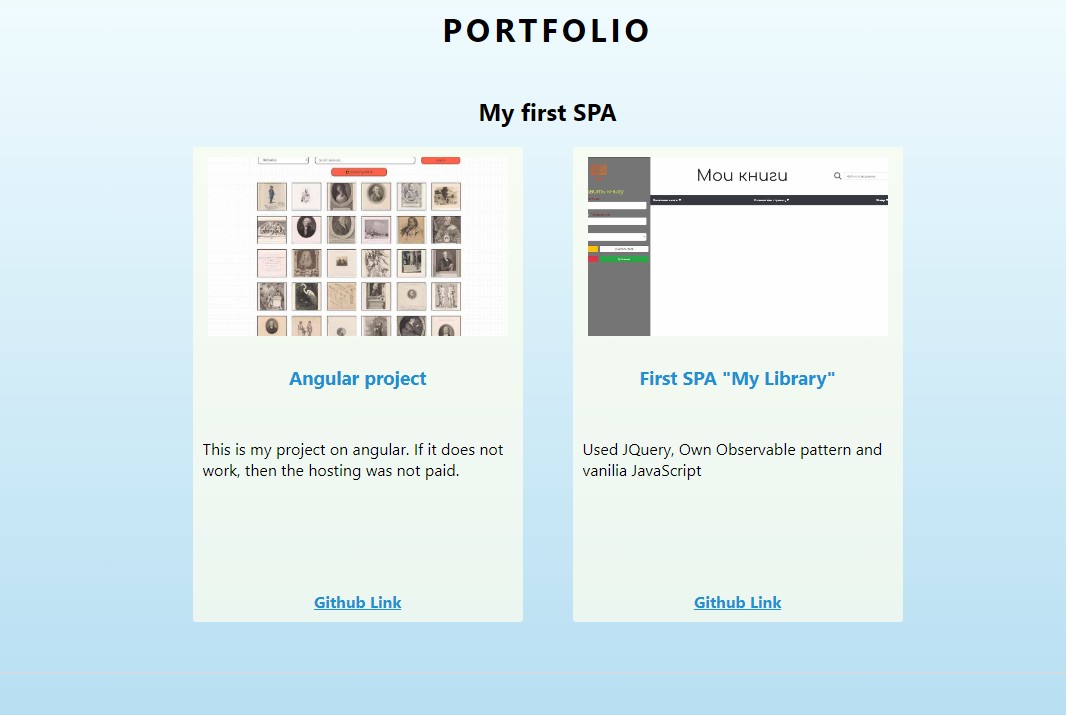 PORTFOLIO
My first SPA
Мои книги
Angular project
First SPA "My Library"
This is my project on angular. If it does not
work, then the hosting was not paid.
Used JQuery, Own Observable pattern and
vanilia JavaScript
Github Link
Github Link